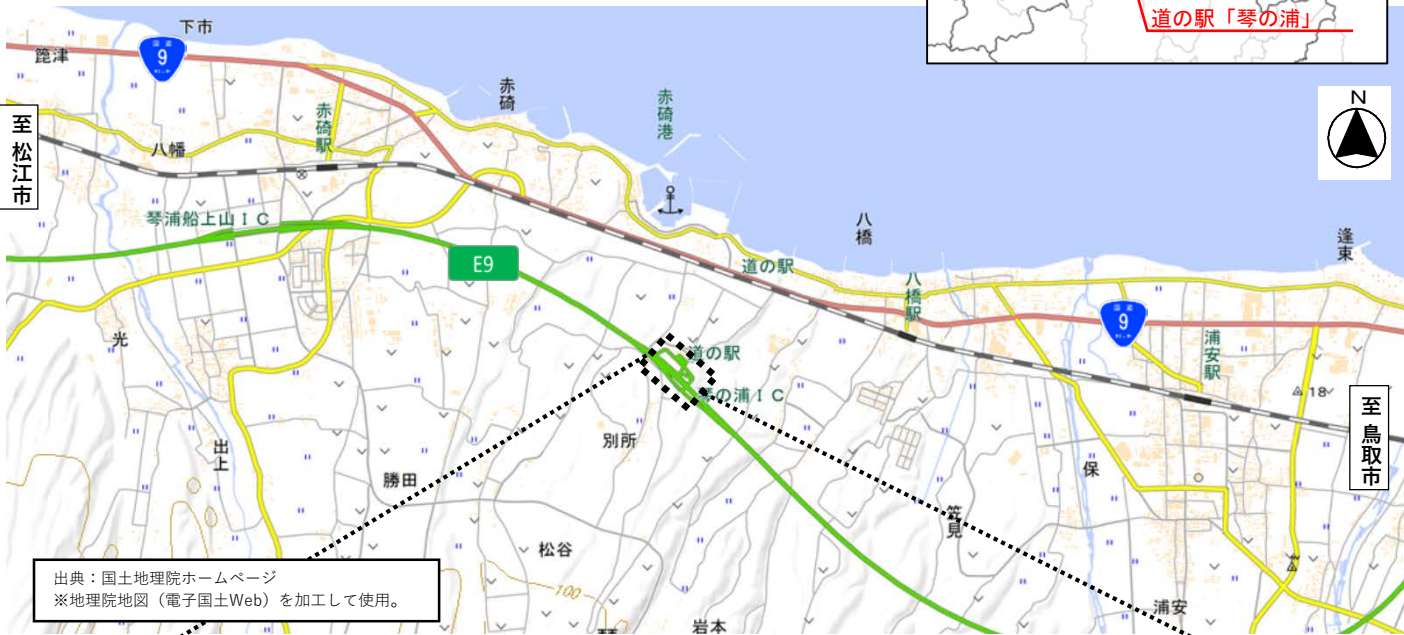 道の駅「琴の浦」
下市
国道
9
箆津
赤碕
赤碕港
N
至 松江市
赤碕駅
八幡
琴浦船上山IC
E9
八橋
逢束
道の駅
八橋駅
国道
9
浦安駅
光
道の駅
琴の浦IC
18
至 鳥取市
出上
別所
勝田
保
笠見
松谷
100
浦安
岩本
出典：国土地理院ホームページ
※地理院地図（電子国土Web）を加工して使用。